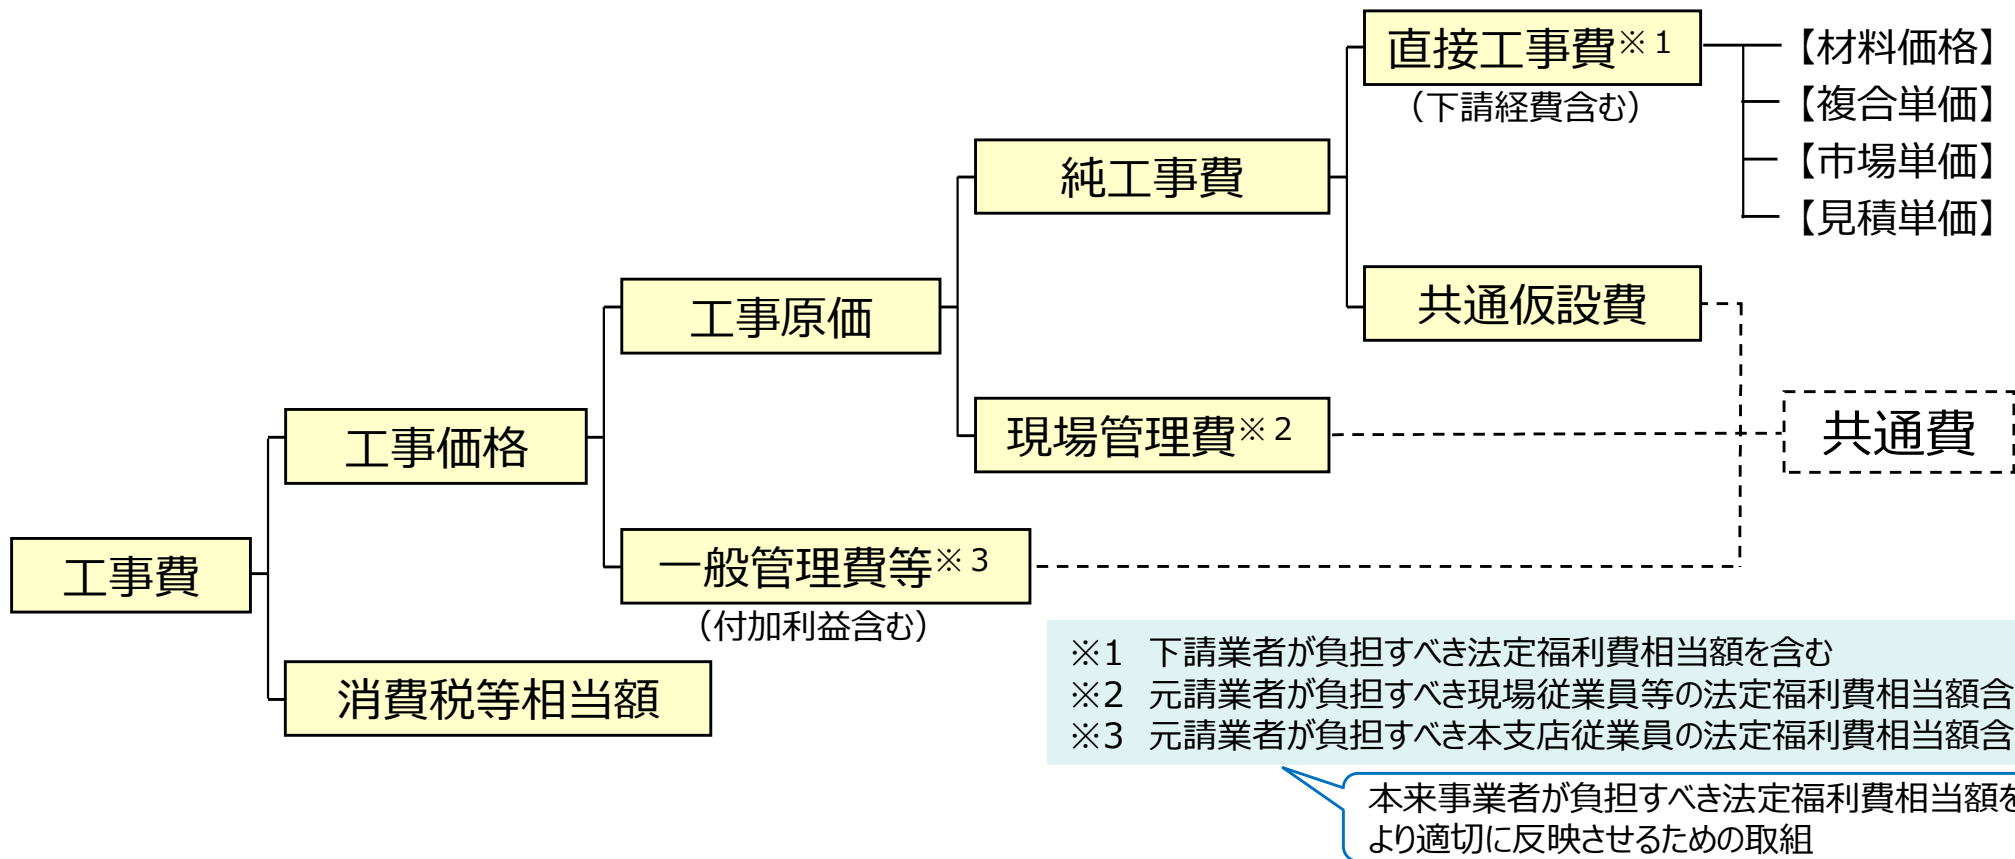 直接工事費※1
（下請経費含む）
【材料価格】
【複合単価】
【市場単価】
【見積単価】
純工事費
共通仮設費
工事原価
現場管理費※2
共通費
工事価格
一般管理費等※3
（付加利益含む）
工事費
消費税等相当額
※1 下請業者が負担すべき法定福利費相当額を含む
※2 元請業者が負担すべき現場従業員等の法定福利費相当額含
※3 元請業者が負担すべき本支店従業員の法定福利費相当額含
本来事業者が負担すべき法定福利費相当額を
より適切に反映させるための取組